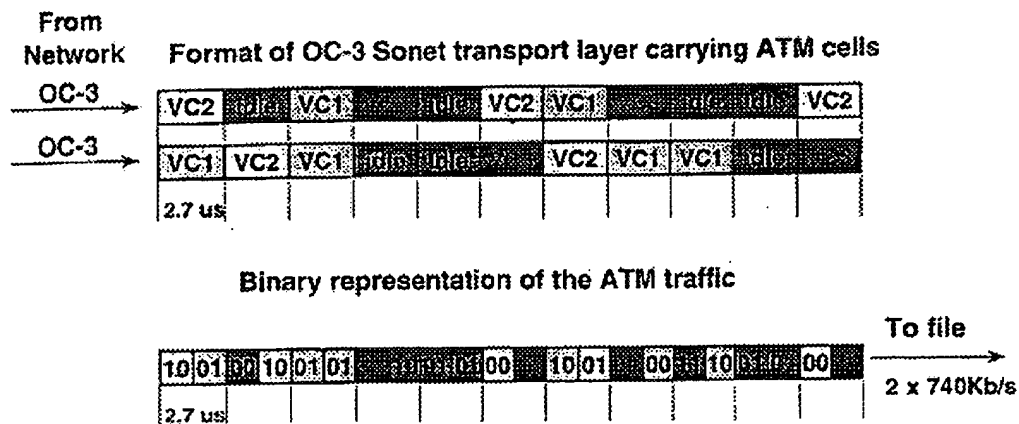 From
Network
Format of OC-3 Sonet transport layer carrying ATM cells
OC-3
VC2 idle VC1 idle VC2 VC1 idle idle VC2
OC-3
VC1 VC2 VC1 idle idle VC2 VC1 VC1 idle
2.7 us
Binary representation of the ATM traffic
To file
10 01 00 10 01 01 01 00 10 01 00 10 00
2 x 740Kb/s
2.7 us